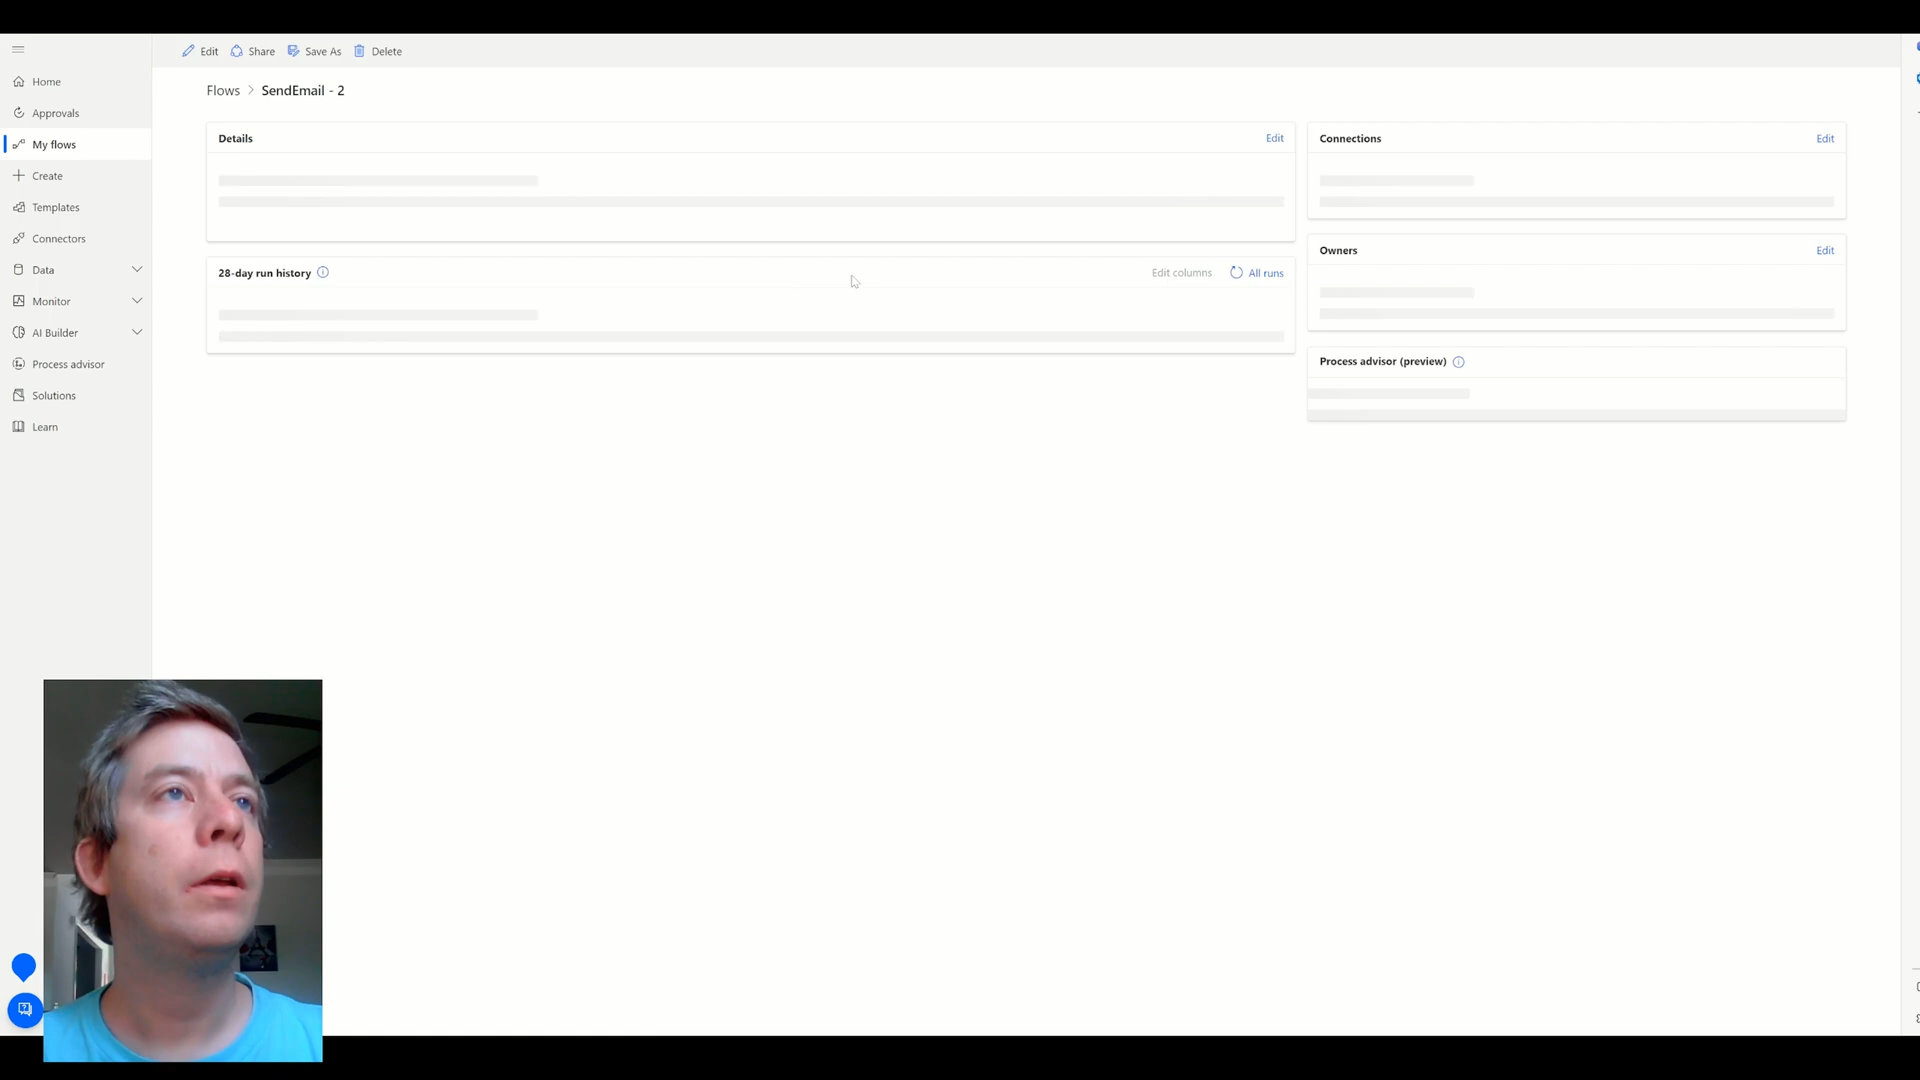 Edit Share Save As Delete
Home
Approvals
My flows
Create
Templates
Connectors
Data
Monitor
AI Builder
Process advisor
Solutions
Learn
Flows > SendEmail - 2
Details Edit
28-day run history Edit columns All runs
Connections Edit
Owners Edit
Process advisor (preview)